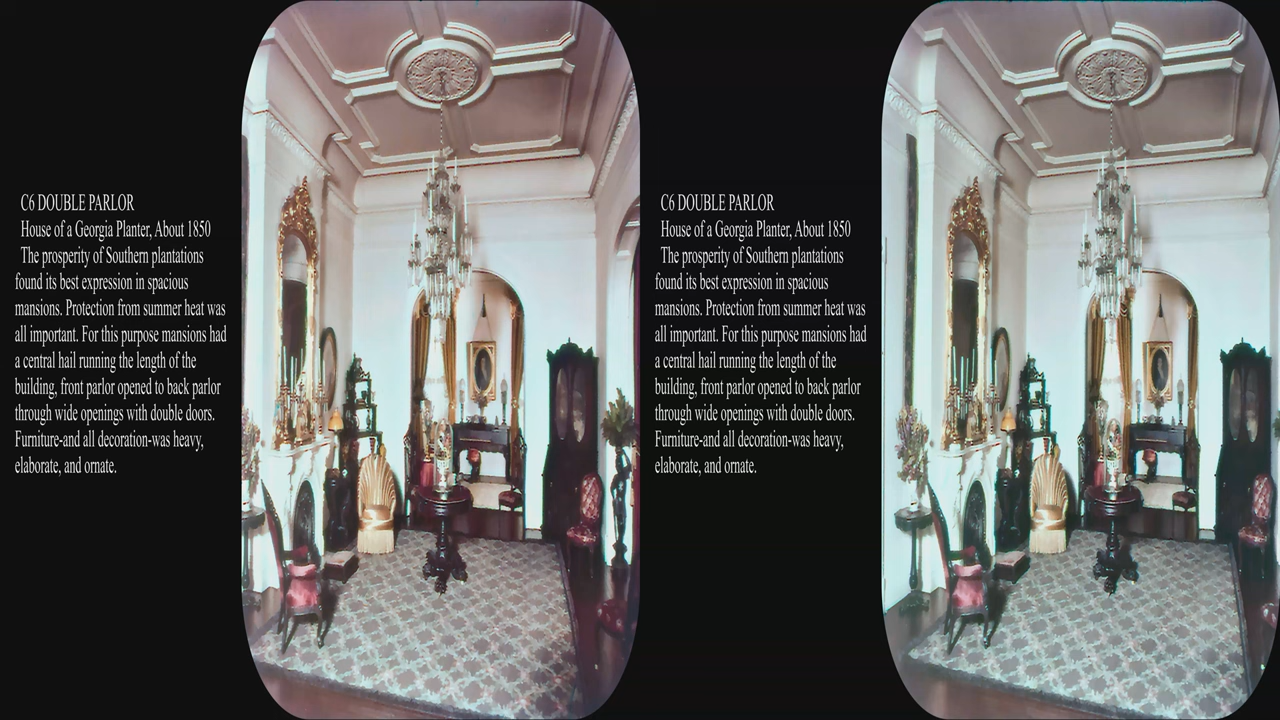 C6 DOUBLE PARLOR
House of a Georgia Planter, About 1850
The prosperity of Southern plantations
found its best expression in spacious
mansions. Protection from summer heat was
all important. For this purpose mansions had
a central hail running the length of the
building, front parlor opened to back parlor
through wide openings with double doors.
Furniture-and all decoration-was heavy,
elaborate, and ornate.
C6 DOUBLE PARLOR
House of a Georgia Planter, About 1850
The prosperity of Southern plantations
found its best expression in spacious
mansions. Protection from summer heat was
all important. For this purpose mansions had
a central hail running the length of the
building, front parlor opened to back parlor
through wide openings with double doors.
Furniture-and all decoration-was heavy,
elaborate, and ornate.